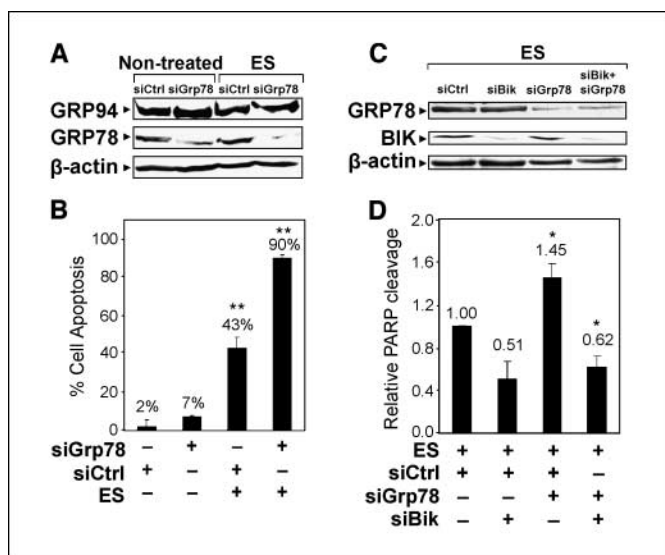 A
Non-treated ES
siCtrl siGrp78 siCtrl siGrp78
GRP94
GRP78
β-actin
B
% Cell Apoptosis
100
80
60
40
20
0
2%
7%
**
43%
**
90%
siGrp78 – + – +
siCtrl + – + –
ES – – + +
C
ES
siCtrl siBik siGrp78 siBik+
siGrp78
GRP78
BIK
β-actin
D
Relative PARP cleavage
2.0
1.6
1.2
0.8
0.4
0.0
1.00
0.51
*
1.45
*
0.62
ES + + + +
siCtrl + + + –
siGrp78 – – + +
siBik – + – +